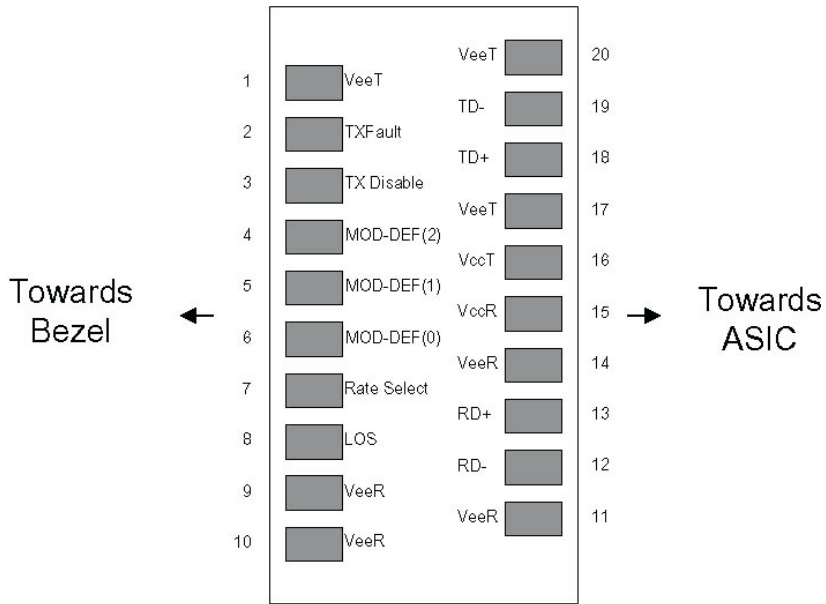 VeeT 20
1 VeeT
TD- 19
2 TXFault
TD+ 18
3 TX Disable
VeeT 17
4 MOD-DEF(2)
VccT 16
5 MOD-DEF(1)
VccR 15
6 MOD-DEF(0)
VeeR 14
7 Rate Select
RD+ 13
8 LOS
RD- 12
9 VeeR
VeeR 11
10 VeeR
Towards
Bezel
Towards
ASIC